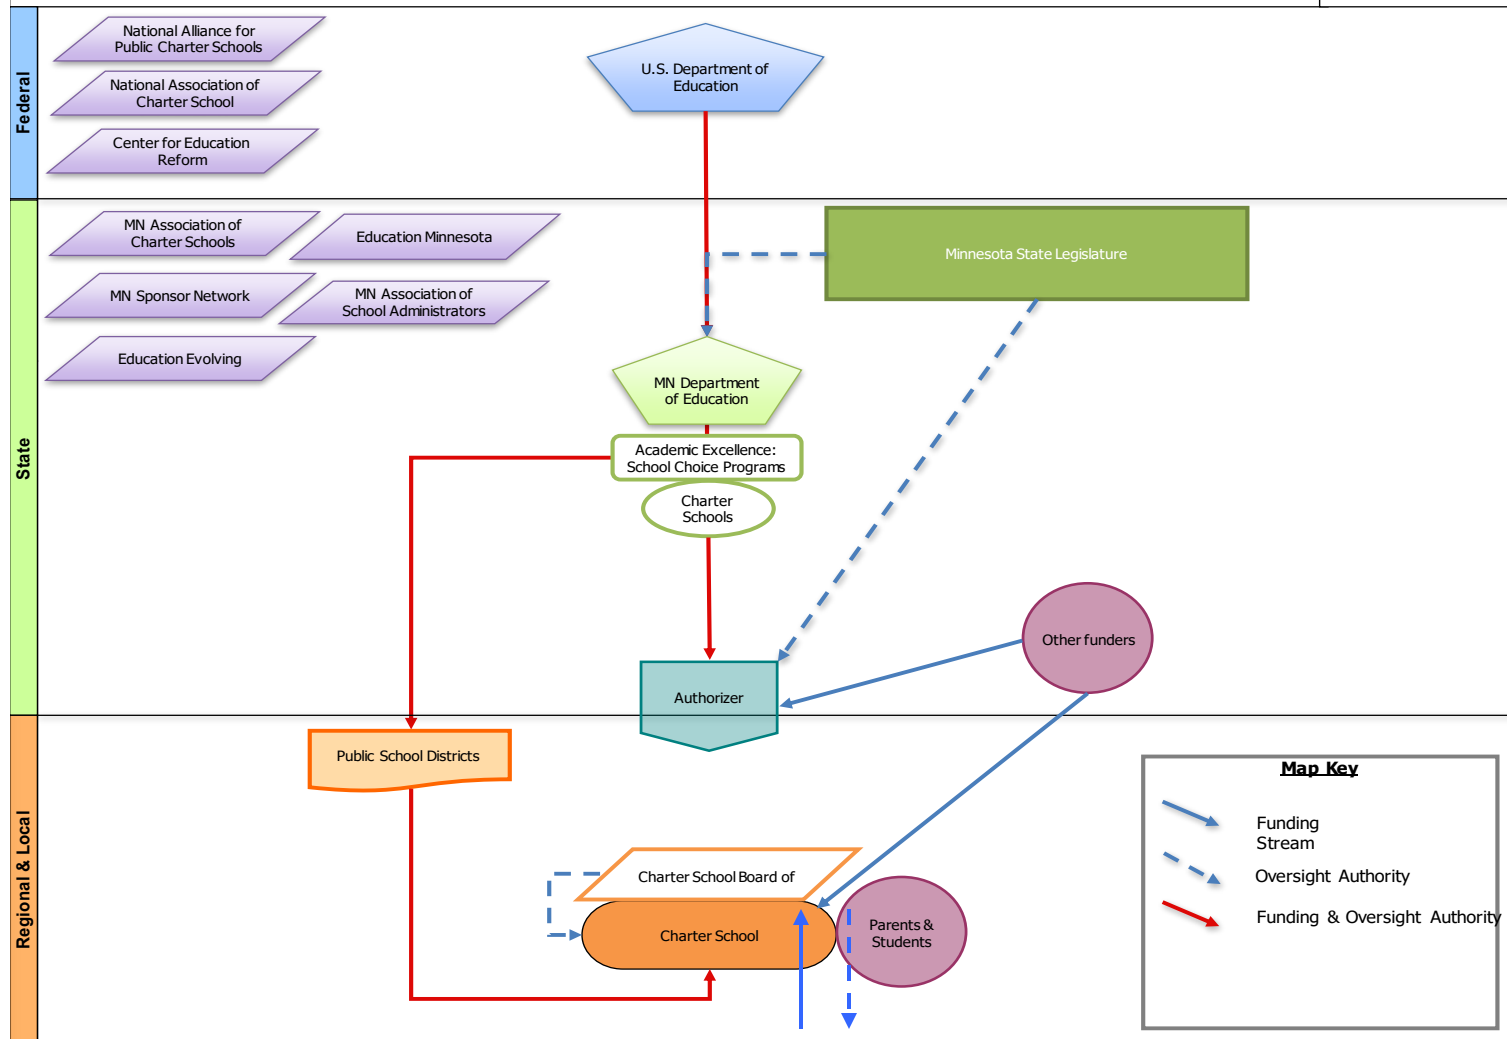 Federal
National Alliance for
Public Charter Schools
National Association of
Charter School
Center for Education
Reform
U.S. Department of
Education
State
MN Association of
Charter Schools
Education Minnesota
MN Sponsor Network
MN Association of
School Administrators
Education Evolving
Minnesota State Legislature
MN Department
of Education
Academic Excellence:
School Choice Programs
Charter
Schools
Other funders
Authorizer
Regional & Local
Public School Districts
Charter School Board of
Charter School
Parents &
Students
Map Key
Funding
Stream
Oversight Authority
Funding & Oversight Authority